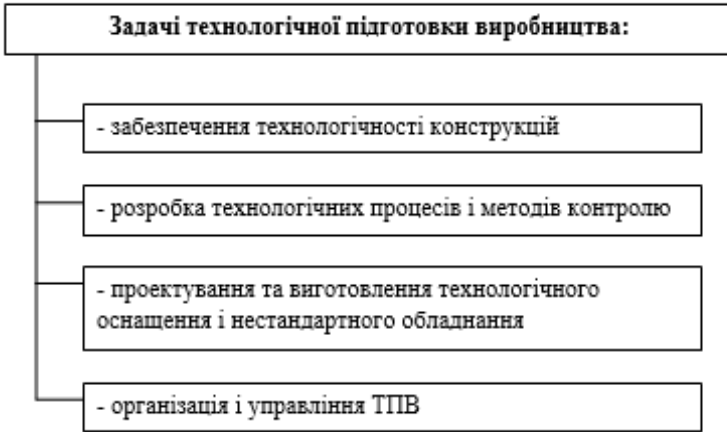 Задачі технологічної підготовки виробництва:
- забезпечення технологічності конструкцій
- розробка технологічних процесів і методів контролю
- проектування та виготовлення технологічного
оснащення і нестандартного обладнання
- організація і управління ТПВ